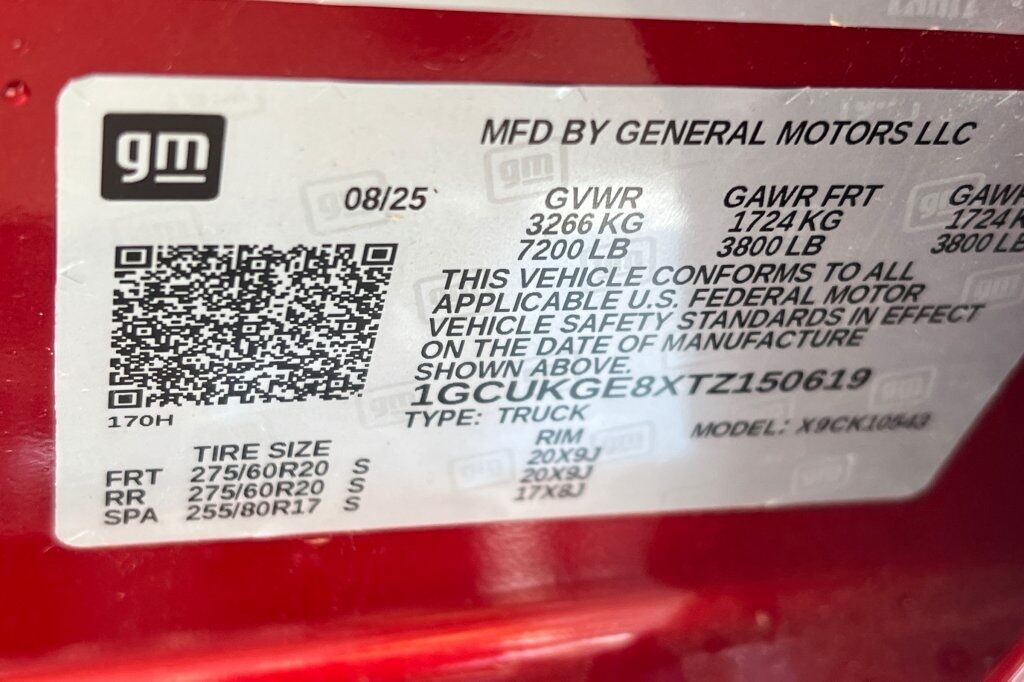 gm
MFD BY GENERAL MOTORS LLC
08/25
GVWR GAWR FRT GAWR
3266 KG 1724 KG 1724 K
7200 LB 3800 LB 3800 LB
THIS VEHICLE CONFORMS TO ALL
APPLICABLE U.S. FEDERAL MOTOR
VEHICLE SAFETY STANDARDS IN EFFECT
ON THE DATE OF MANUFACTURE
SHOWN ABOVE.
1GCUKGE8XTZ150619
170H
TYPE: TRUCK
MODEL: X9CK10543
TIRE SIZE RIM
FRT 275/60R20 S 20X9J
RR 275/60R20 S 20X9J
SPA 255/80R17 S 17X8J